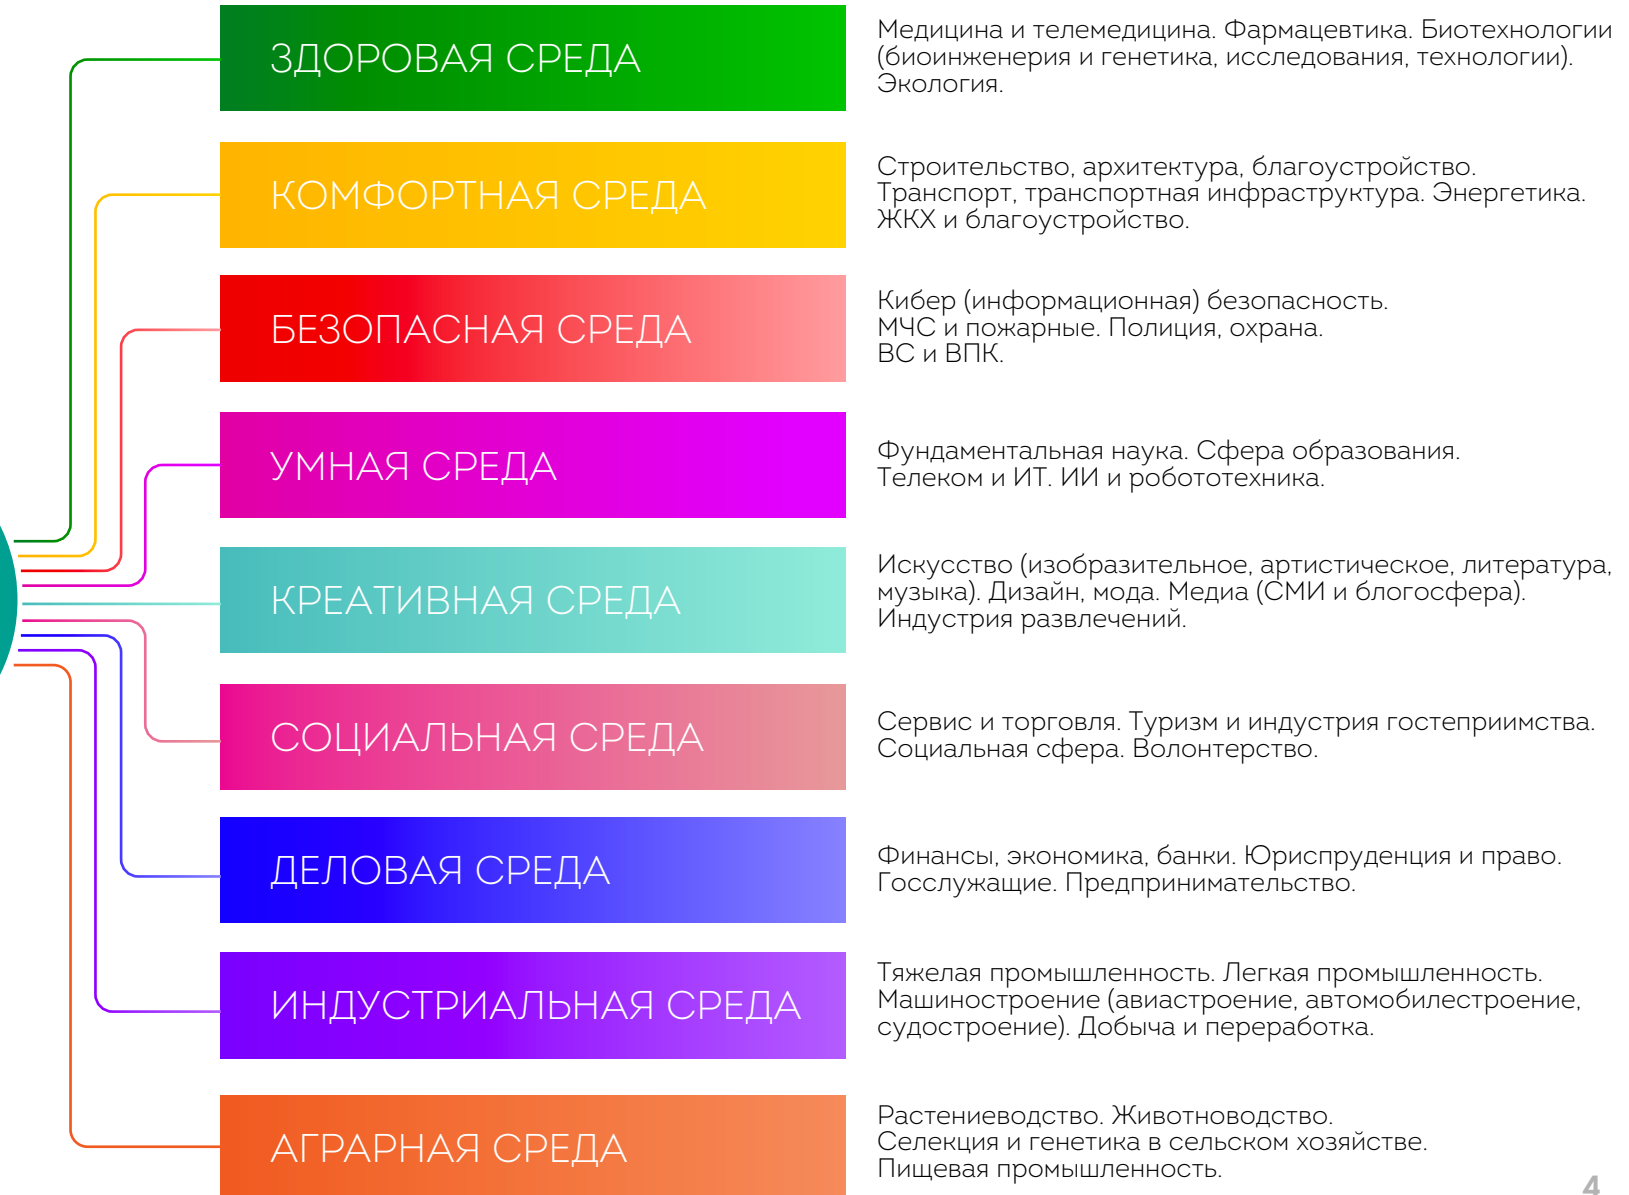 ЗДОРОВАЯ СРЕДА
Медицина и телемедицина. Фармацевтика. Биотехнологии
(биоинженерия и генетика, исследования, технологии).
Экология.
КОМФОРТНАЯ СРЕДА
Строительство, архитектура, благоустройство.
Транспорт, транспортная инфраструктура. Энергетика.
ЖКХ и благоустройство.
БЕЗОПАСНАЯ СРЕДА
Кибер (информационная) безопасность.
МЧС и пожарные. Полиция, охрана.
ВС и ВПК.
УМНАЯ СРЕДА
Фундаментальная наука. Сфера образования.
Телеком и ИТ. ИИ и робототехника.
КРЕАТИВНАЯ СРЕДА
Искусство (изобразительное, артистическое, литература,
музыка). Дизайн, мода. Медиа (СМИ и блогосфера).
Индустрия развлечений.
СОЦИАЛЬНАЯ СРЕДА
Сервис и торговля. Туризм и индустрия гостеприимства.
Социальная сфера. Волонтерство.
ДЕЛОВАЯ СРЕДА
Финансы, экономика, банки. Юриспруденция и право.
Госслужащие. Предпринимательство.
ИНДУСТРИАЛЬНАЯ СРЕДА
Тяжелая промышленность. Легкая промышленность.
Машиностроение (авиастроение, автомобилестроение,
судостроение). Добыча и переработка.
АГРАРНАЯ СРЕДА
Растениеводство. Животноводство.
Селекция и генетика в сельском хозяйстве.
Пищевая промышленность.
4